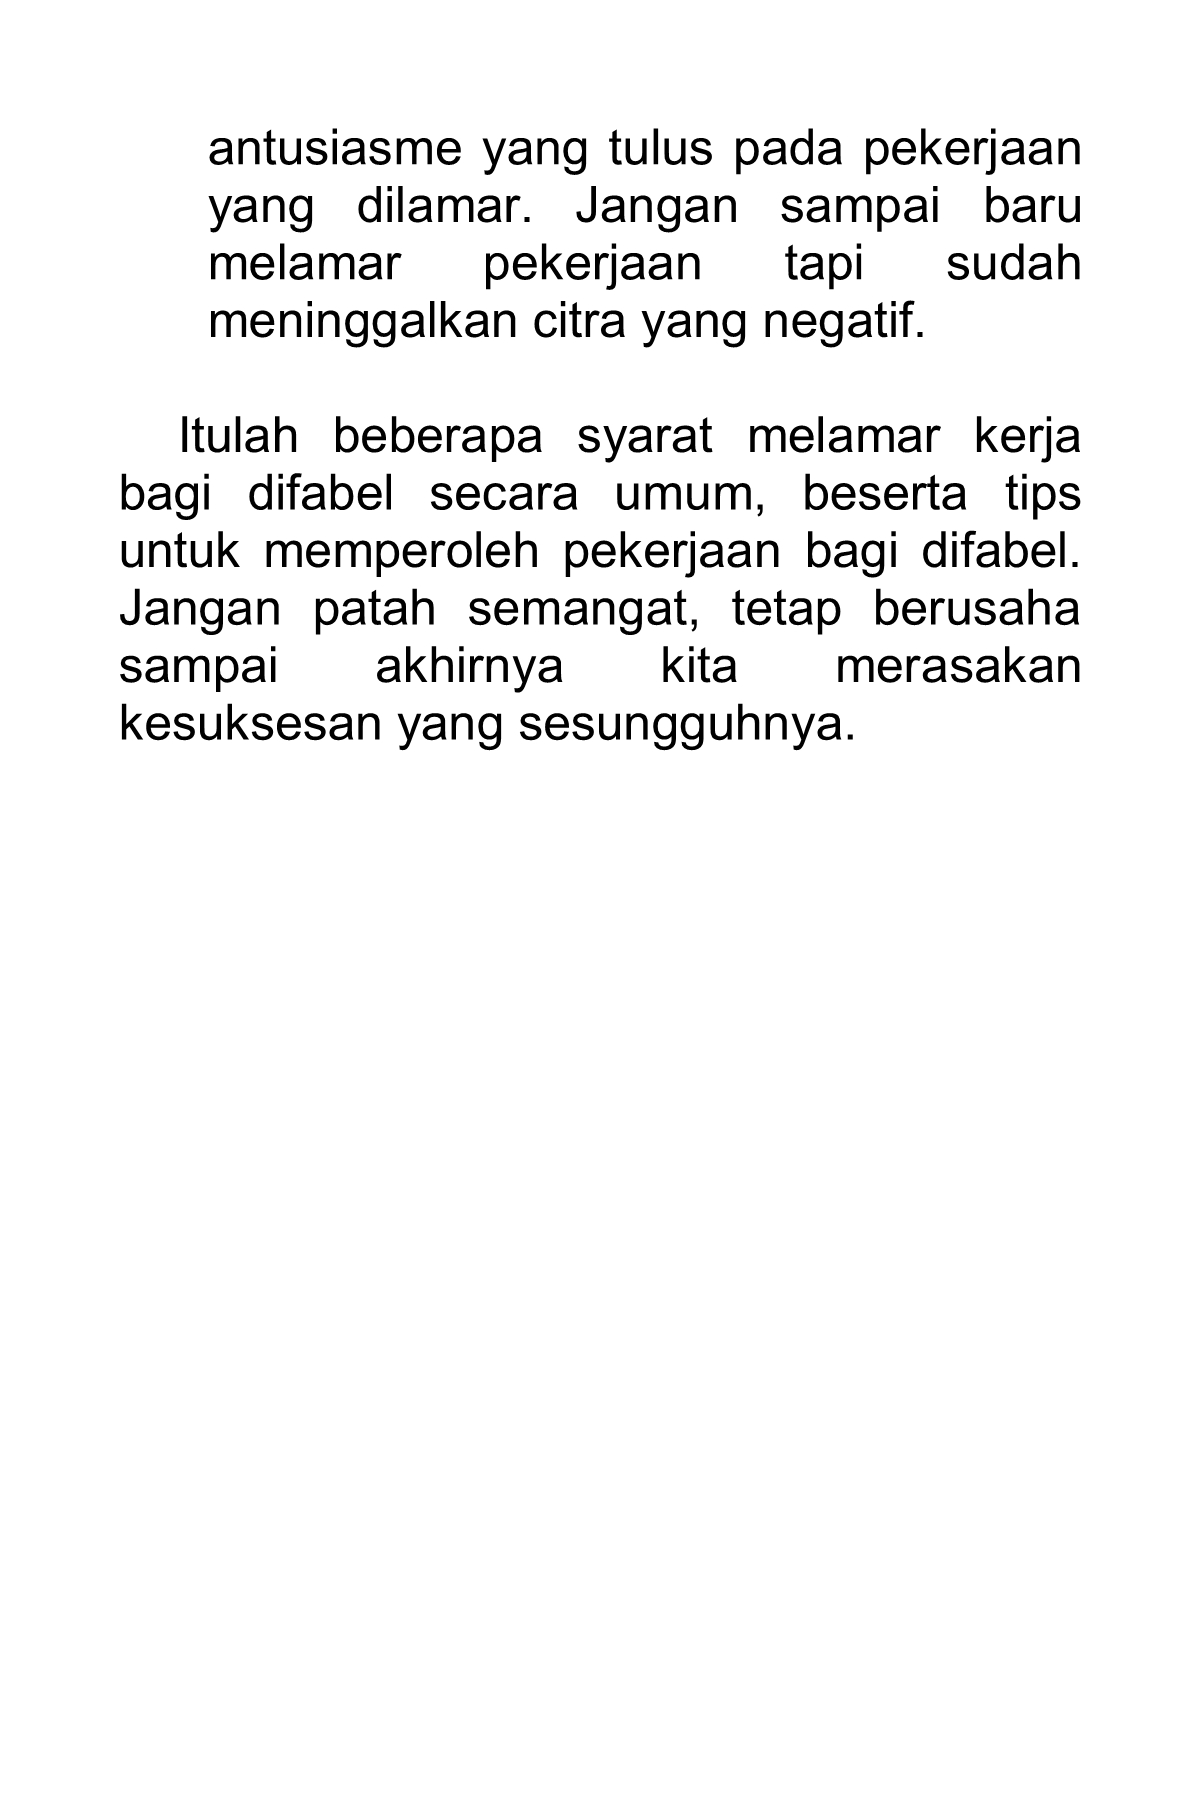 antusiasme yang tulus pada pekerjaan
yang dilamar. Jangan sampai baru
melamar pekerjaan tapi sudah
meninggalkan citra yang negatif.
Itulah beberapa syarat melamar kerja
bagi difabel secara umum, beserta tips
untuk memperoleh pekerjaan bagi difabel.
Jangan patah semangat, tetap berusaha
sampai akhirnya kita merasakan
kesuksesan yang sesungguhnya.